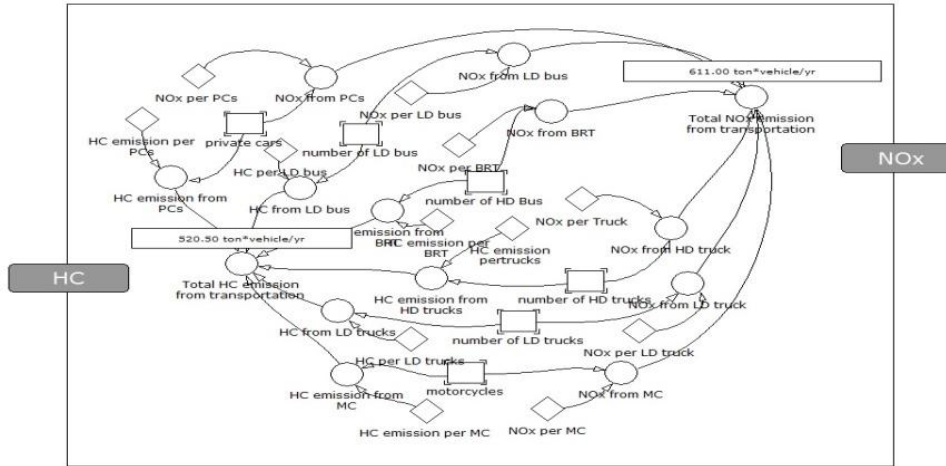 611.00 ton*vehicle/yr
NOx from LD bus
NOx per PCs
NOx from PCs
NOx per LD bus
Total NOx emission
from transportation
NOx from BRT
HC emission per
PCs
private cars
number of LD bus
NOx
HC per LD bus
NOx per BRT
HC emission from
PCs
HC from LD bus
number of HD Bus
NOx per Truck
520.50 ton*vehicle/yr
emission from
BRT
HC emission per
BRT
HC emission
pertrucks
NOx from HD truck
HC
Total HC emission
from transportation
HC emission from
HD trucks
number of HD trucks
NOx from LD truck
HC from LD trucks
number of LD trucks
NOx per LD truck
HC per LD trucks
HC emission from
MC
motorcycles
NOx from MC
HC emission per MC
NOx per MC